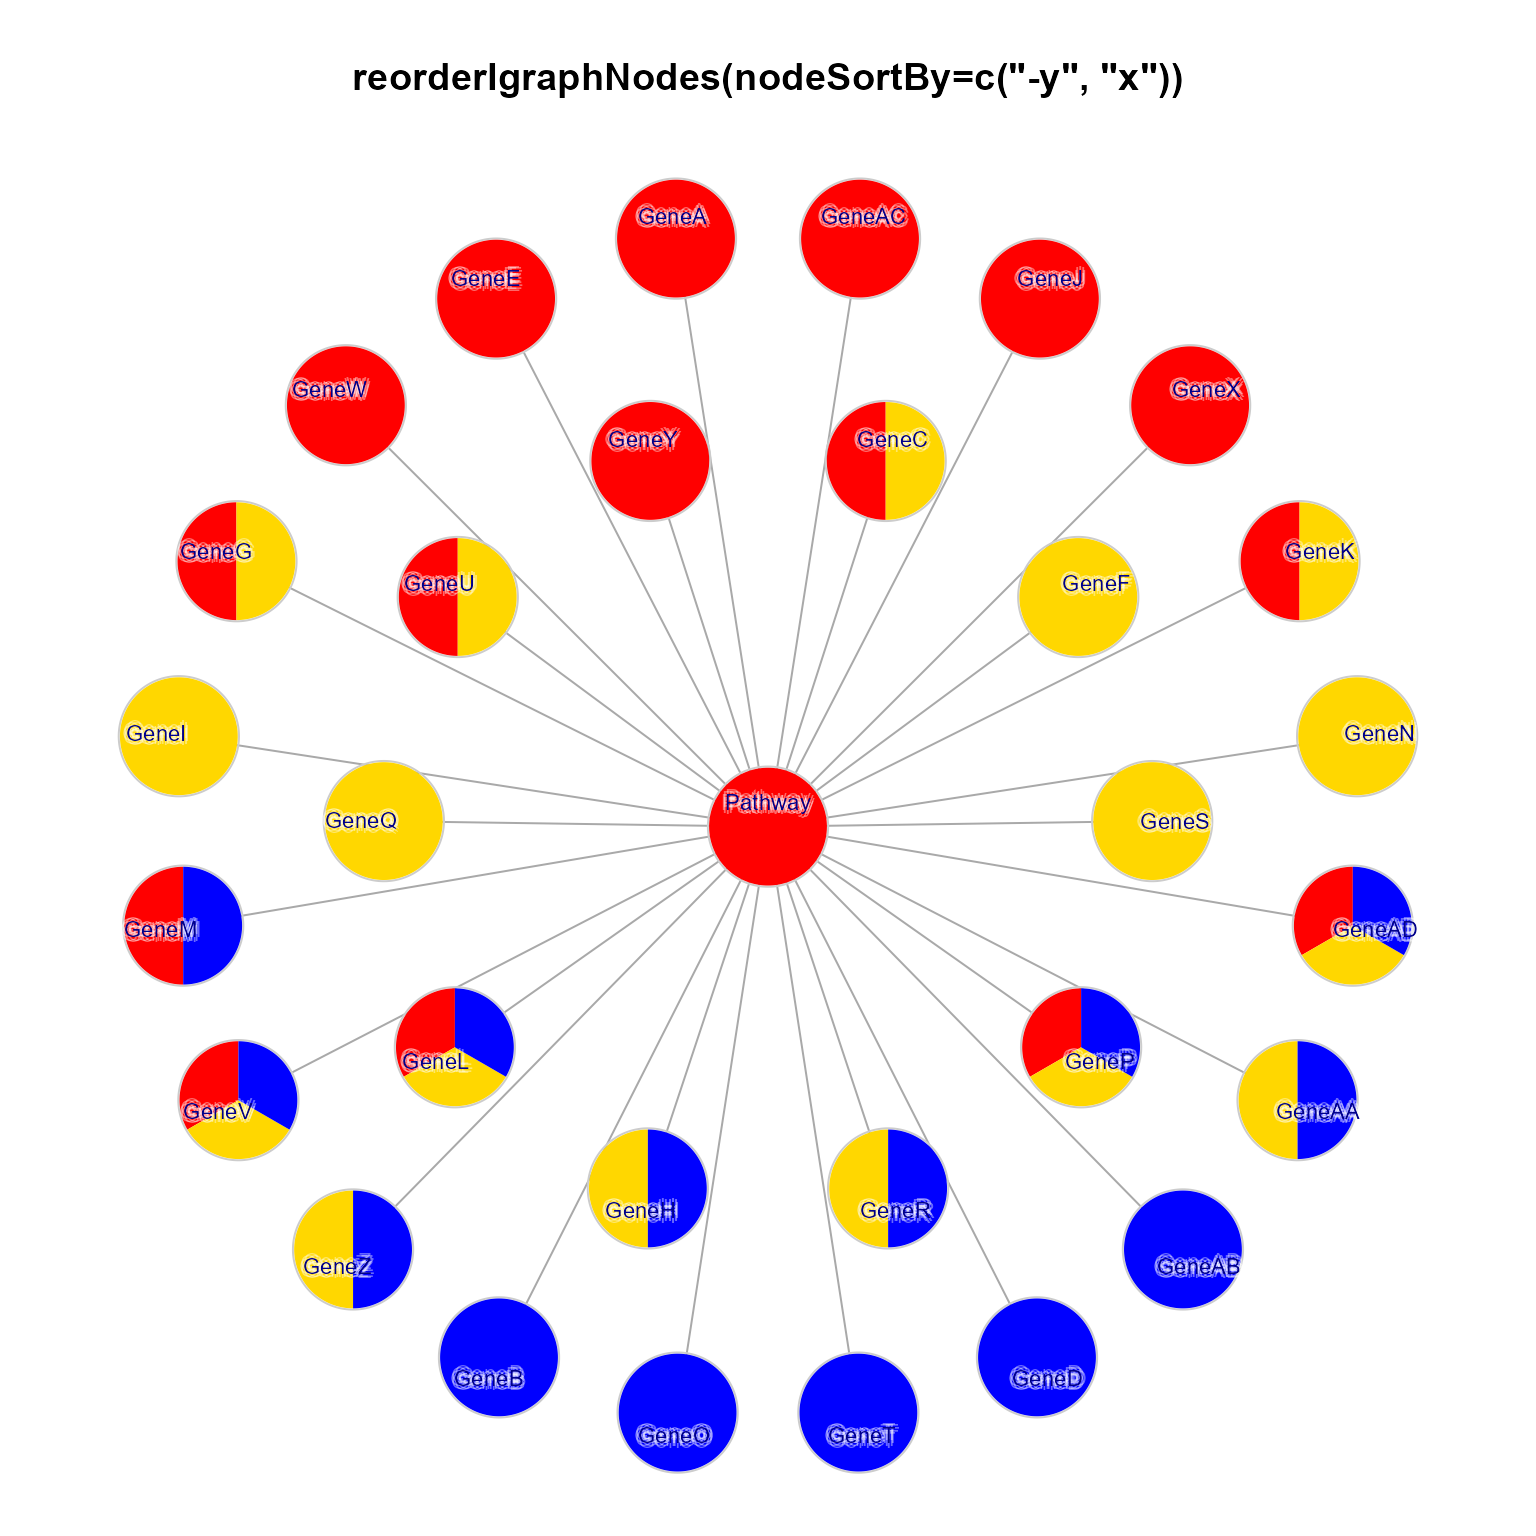 reorderIgraphNodes(nodeSortBy=c("-y", "x"))
GeneA
GeneAC
GeneE
GeneJ
GeneW
GeneX
GeneY
GeneC
GeneG
GeneK
GeneU
GeneF
GeneI
GeneN
Pathway
GeneQ
GeneS
GeneM
GeneAD
GeneL
GeneP
GeneV
GeneAA
GeneH
GeneR
GeneZ
GeneAB
GeneB
GeneD
GeneO
GeneT